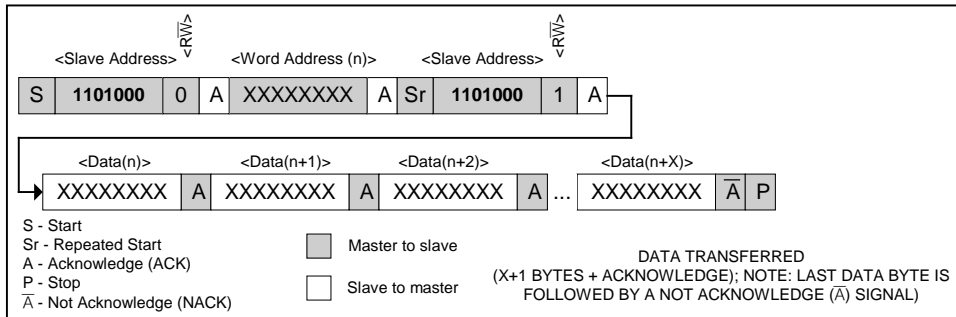 <RW̅> <RW̅>
<Slave Address> <Word Address (n)> <Slave Address>
S 1101000 0 A XXXXXXXX A Sr 1101000 1 A
<Data(n)> <Data(n+1)> <Data(n+2)> <Data(n+X)>
XXXXXXXX A XXXXXXXX A XXXXXXXX A ... XXXXXXXX A̅ P
S - Start
Sr - Repeated Start
A - Acknowledge (ACK)
P - Stop
A̅ - Not Acknowledge (NACK)
Master to slave
Slave to master
DATA TRANSFERRED
(X+1 BYTES + ACKNOWLEDGE); NOTE: LAST DATA BYTE IS
FOLLOWED BY A NOT ACKNOWLEDGE (A̅) SIGNAL)